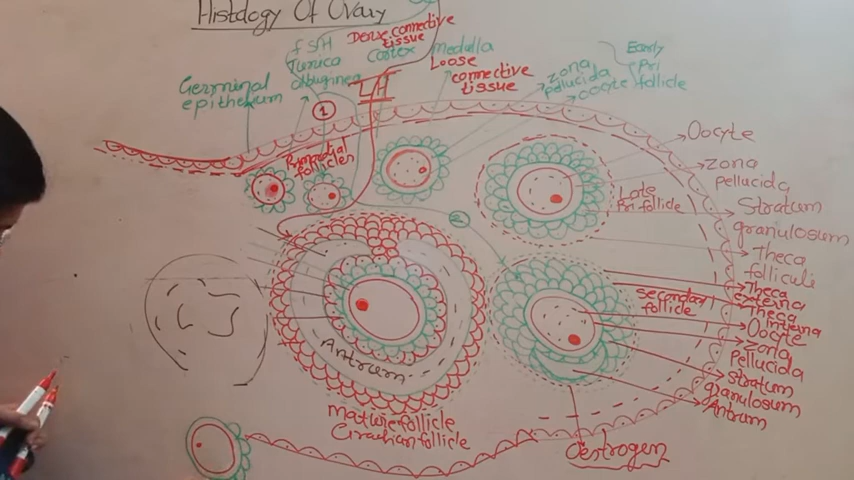 Histology Of Ovary
FSH
Tunica
albuginea
Dense connective
tissue
Cortex
Medulla
Loose
connective
tissue
Zona
pellucida
oocyte
Early
Pri
follicle
Germinal
epithelium
LH
1
Primordial
follicles
Oocyte
Zona
Pellucida
Late
Pri follicle
Stratum
granulosum
Theca
folliculi
2
Theca
externa
Theca
interna
Secondary
follicle
Oocyte
Zona
Pellucida
Stratum
granulosum
Antrum
Antrum
Mature follicle
Graafian follicle
Oestrogen